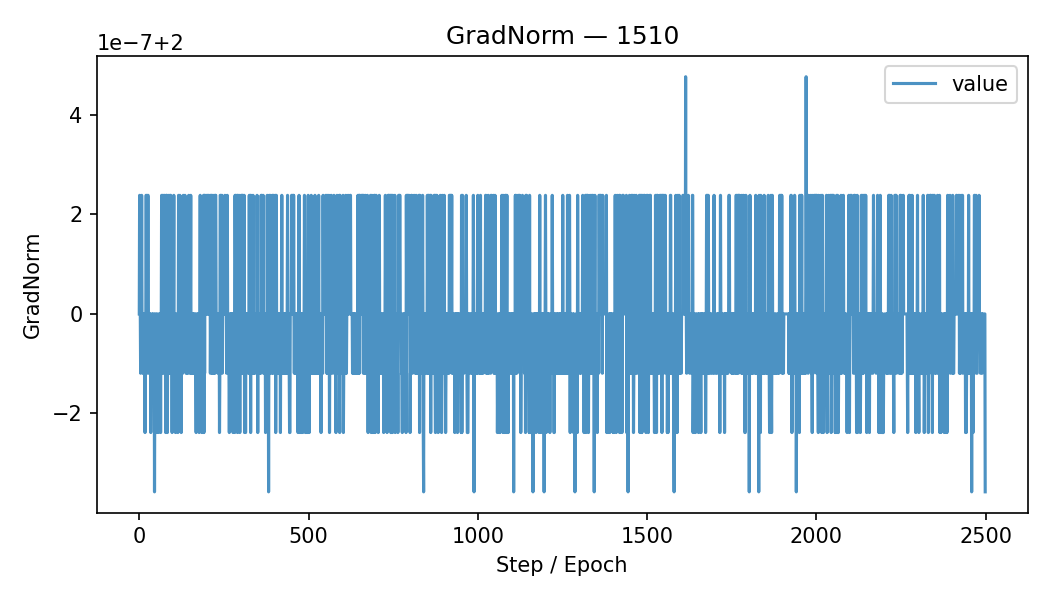 GradNorm — 1510
1e−7+2
value
4
2
0
−2
GradNorm
0 500 1000 1500 2000 2500
Step / Epoch